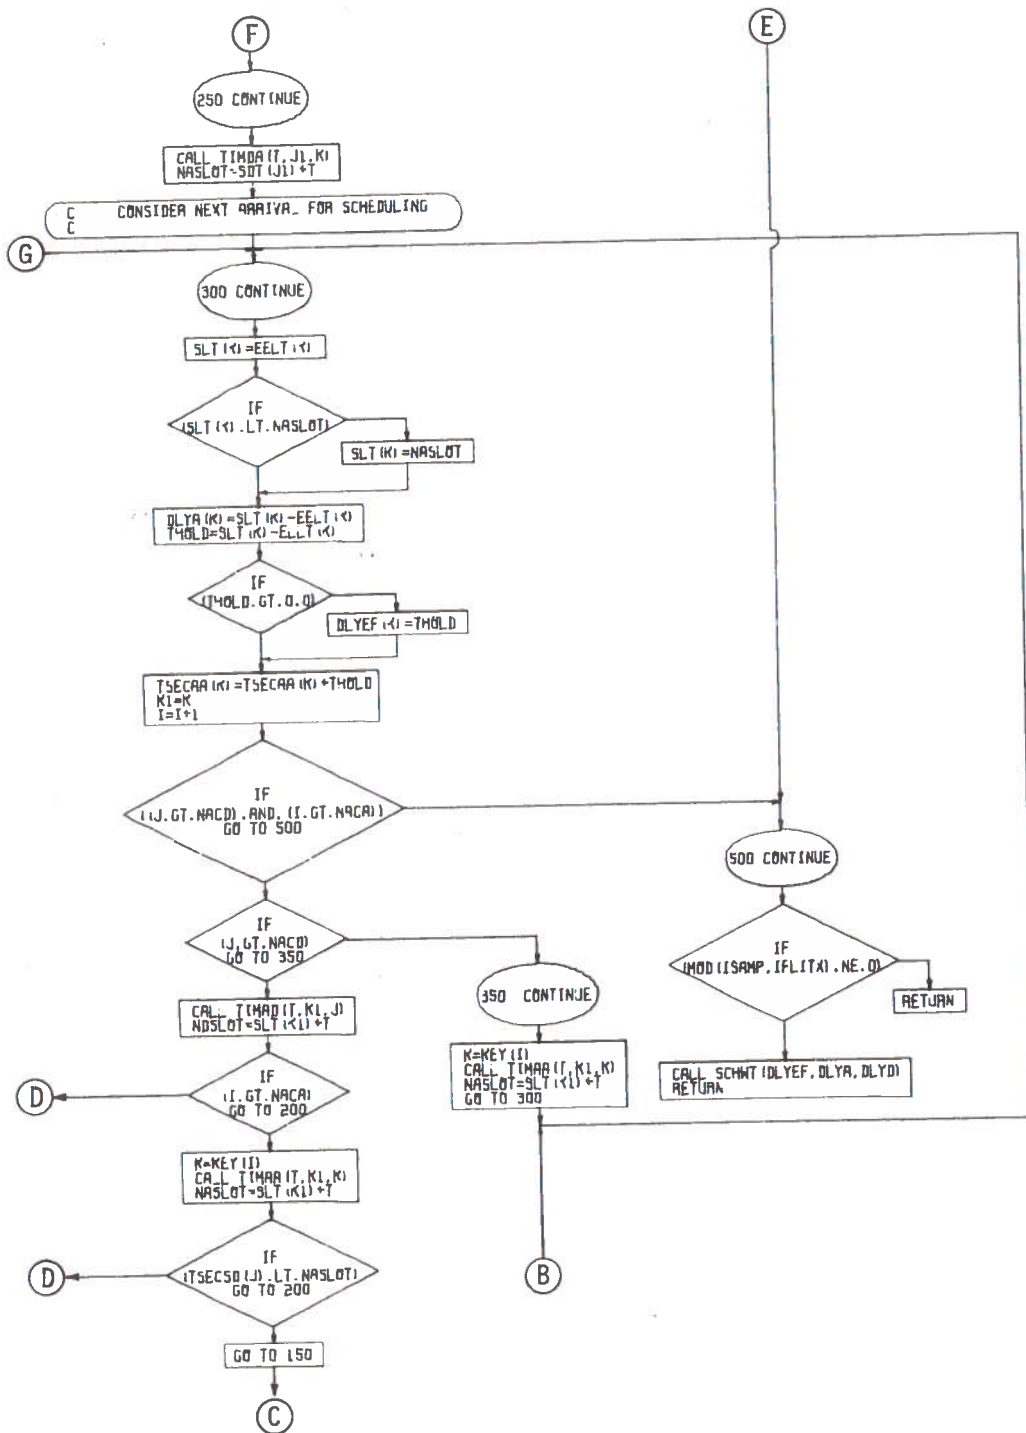 F
E
250 CONTINUE
CALL TIMDA(T,J1,K)
NASLOT=SDT(J1)+T
C CONSIDER NEXT ARRIVA_ FOR SCHEDULING
C
G
300 CONTINUE
SLT(K)=EELT(K)
IF
(SLT(K).LT.NASLOT)
SLT(K)=NASLOT
DLYA(K)=SLT(K)-EELT(K)
THOLD=SLT(K)-ELLT(K)
IF
(THOLD.GT.0.0)
DLYEF(K)=THOLD
TSECAA(K)=TSECAA(K)+THOLD
K1=K
I=I+1
IF
((J.GT.NACD).AND.(I.GT.NACA))
GO TO 500
500 CONTINUE
IF
(J.GT.NACD)
GO TO 350
IF
(MOD(ISAMP,IFLITX).NE.0)
RETURN
350 CONTINUE
CALL TIMAD(T,K1,J)
NDSLOT=SLT(K1)+T
K=KEY(I)
CALL TIMAA(T,K1,K)
NASLOT=SLT(K1)+T
GO TO 300
CALL SCHWT(DLYEF,DLYA,DLYD)
RETURN
D
IF
(I.GT.NACA)
GO TO 200
K=KEY(I)
CA_L TIMAA(T,K1,K)
NASLOT=SLT(K1)+T
D
IF
(TSECSD(J).LT.NASLOT)
GO TO 200
B
GO TO 150
C